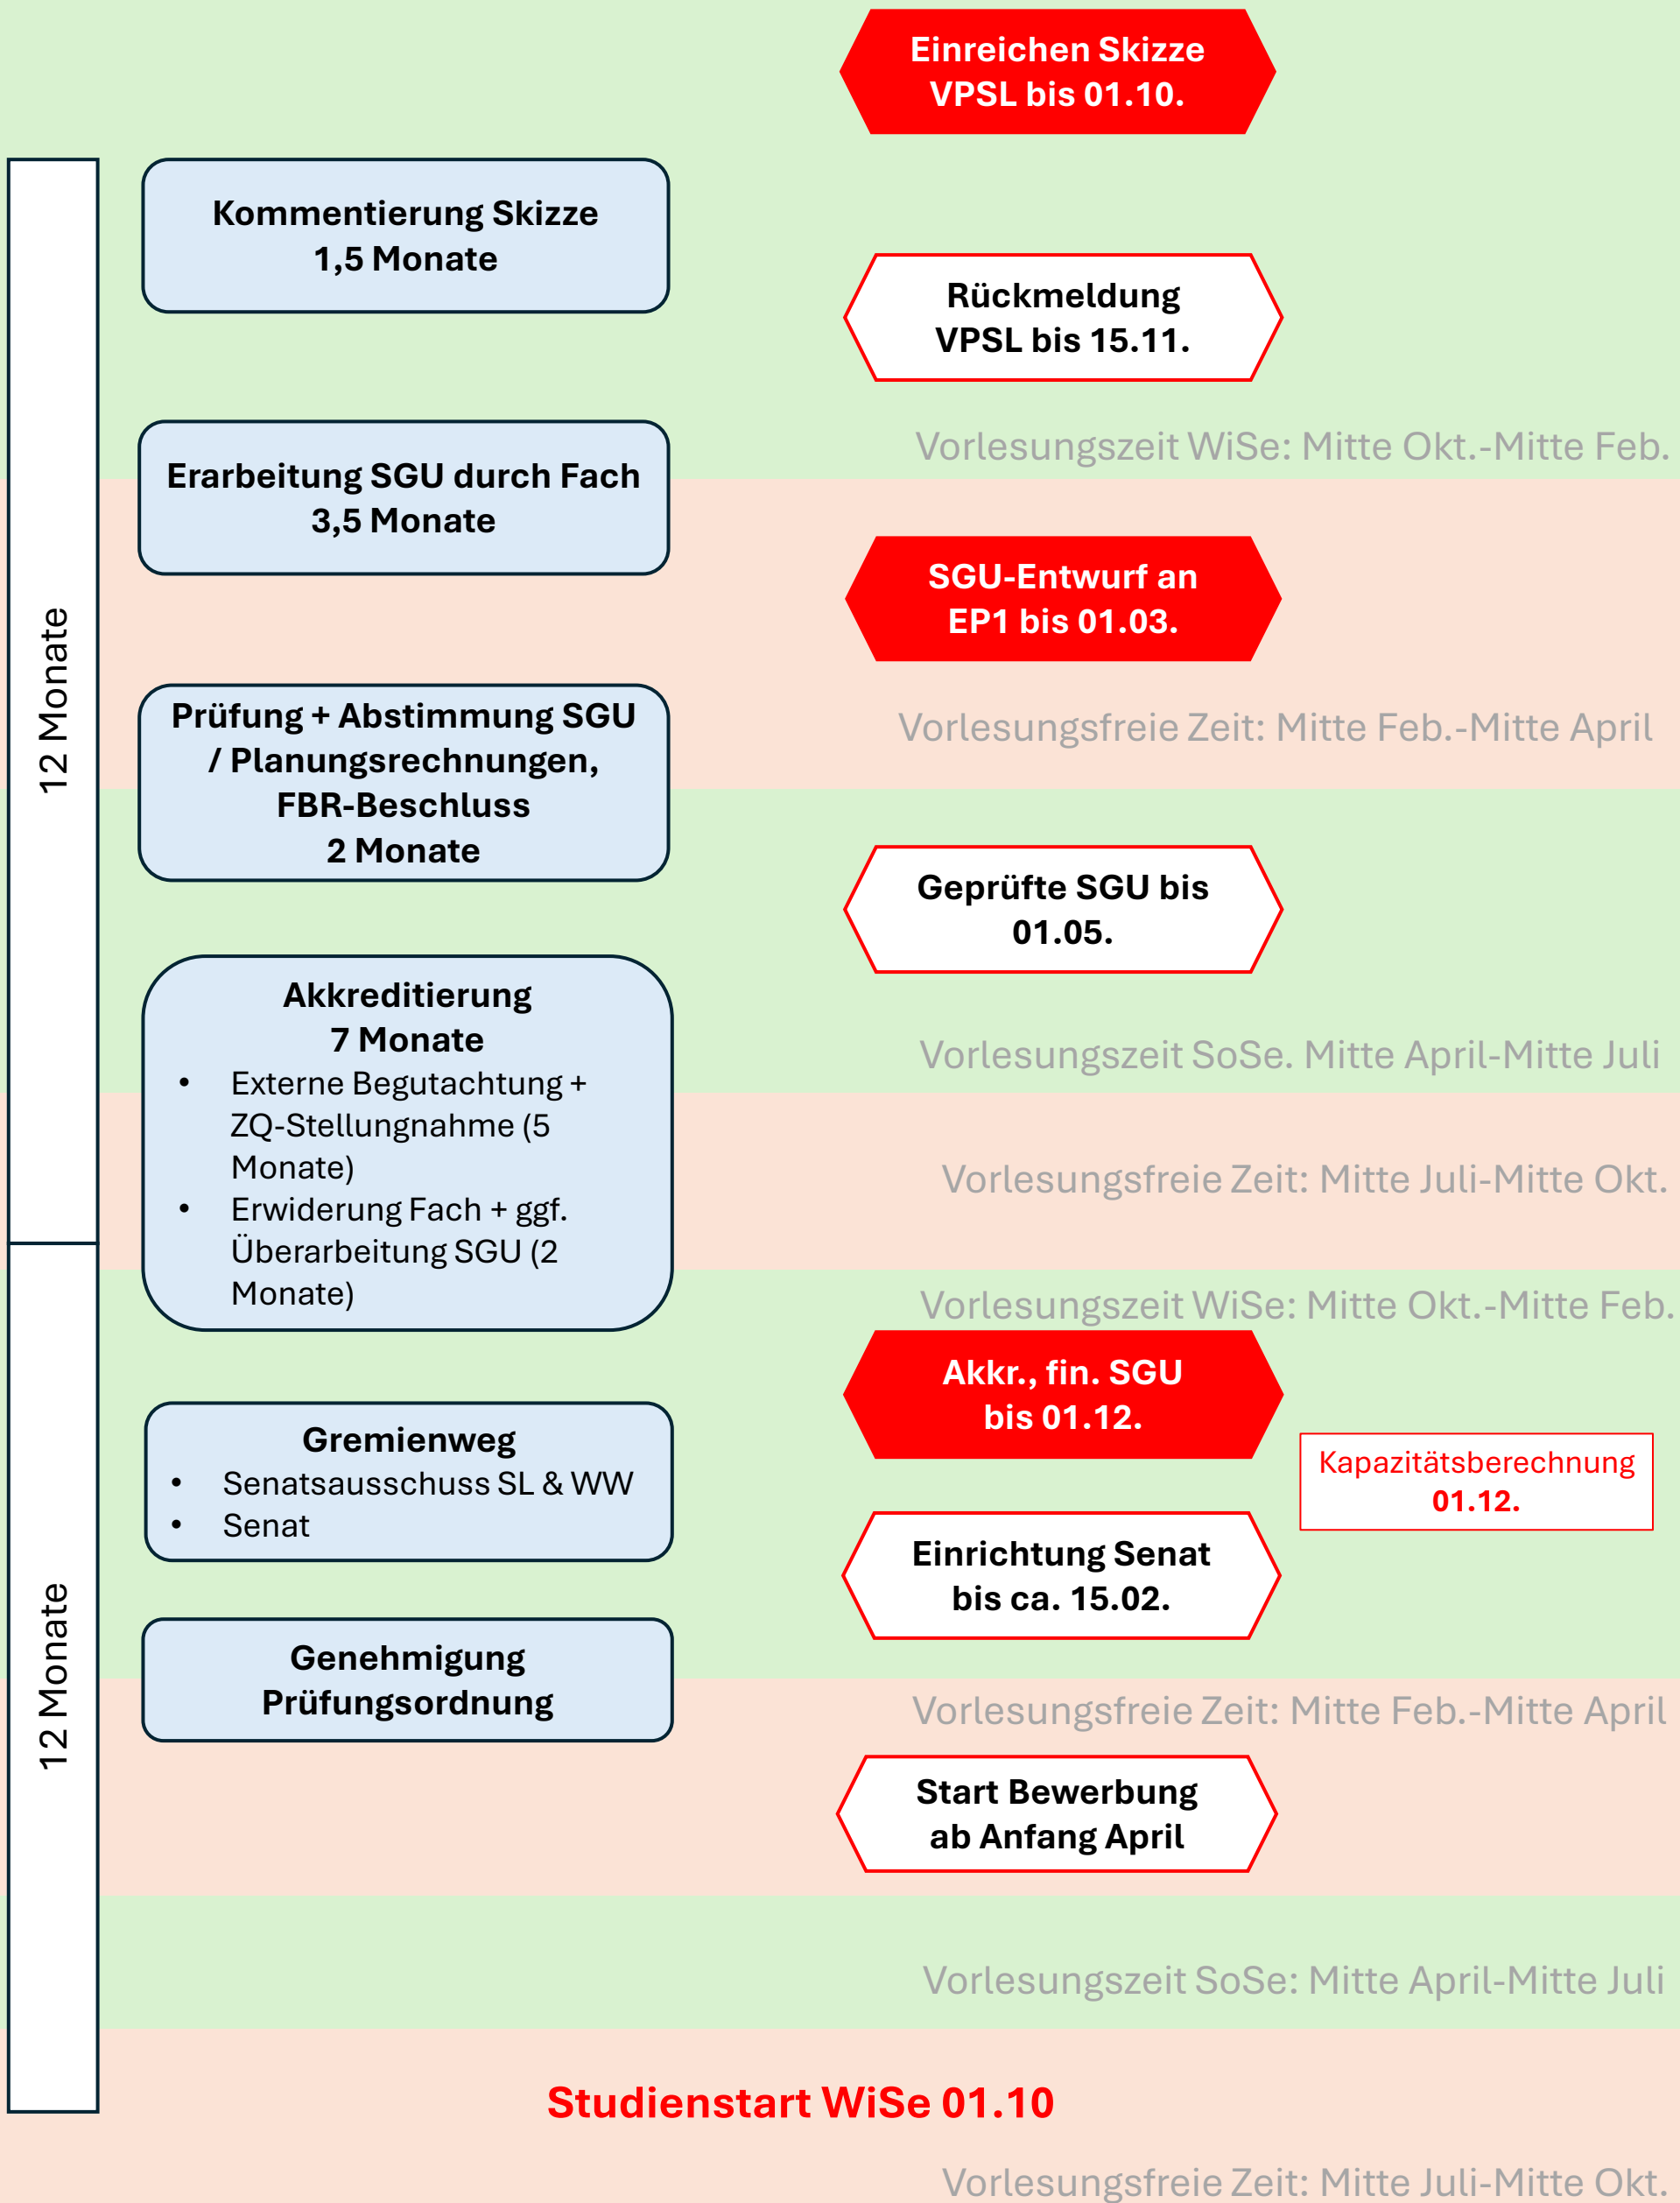 Einreichen Skizze
VPSL bis 01.10.
12 Monate
Kommentierung Skizze
1,5 Monate
Rückmeldung
VPSL bis 15.11.
Vorlesungszeit WiSe: Mitte Okt.-Mitte Feb.
Erarbeitung SGU durch Fach
3,5 Monate
SGU-Entwurf an
EP1 bis 01.03.
Prüfung + Abstimmung SGU
/ Planungsrechnungen,
FBR-Beschluss
2 Monate
Vorlesungsfreie Zeit: Mitte Feb.-Mitte April
Geprüfte SGU bis
01.05.
Akkreditierung
7 Monate
• Externe Begutachtung +
ZQ-Stellungnahme (5
Monate)
• Erwiderung Fach + ggf.
Überarbeitung SGU (2
Monate)
Vorlesungszeit SoSe. Mitte April-Mitte Juli
Vorlesungsfreie Zeit: Mitte Juli-Mitte Okt.
12 Monate
Vorlesungszeit WiSe: Mitte Okt.-Mitte Feb.
Akkr., fin. SGU
bis 01.12.
Gremienweg
• Senatsausschuss SL & WW
• Senat
Kapazitätsberechnung
01.12.
Einrichtung Senat
bis ca. 15.02.
Genehmigung
Prüfungsordnung
Vorlesungsfreie Zeit: Mitte Feb.-Mitte April
Start Bewerbung
ab Anfang April
Vorlesungszeit SoSe: Mitte April-Mitte Juli
Studienstart WiSe 01.10
Vorlesungsfreie Zeit: Mitte Juli-Mitte Okt.